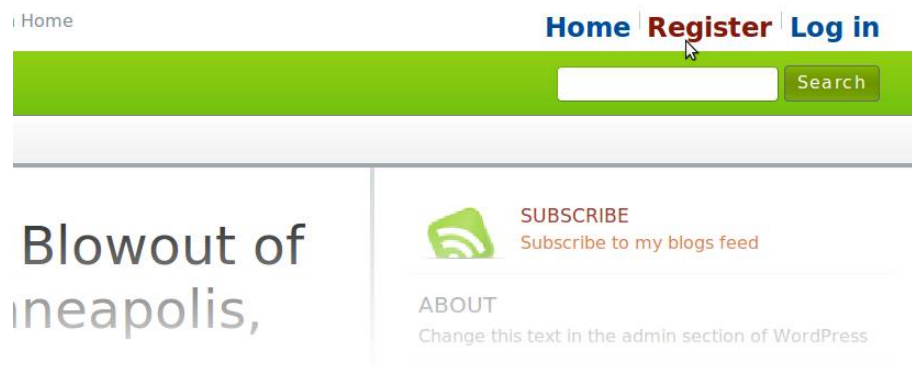 Home
Home Register Log in
Search
Blowout of
neapolis,
SUBSCRIBE
Subscribe to my blogs feed
ABOUT
Change this text in the admin section of WordPress